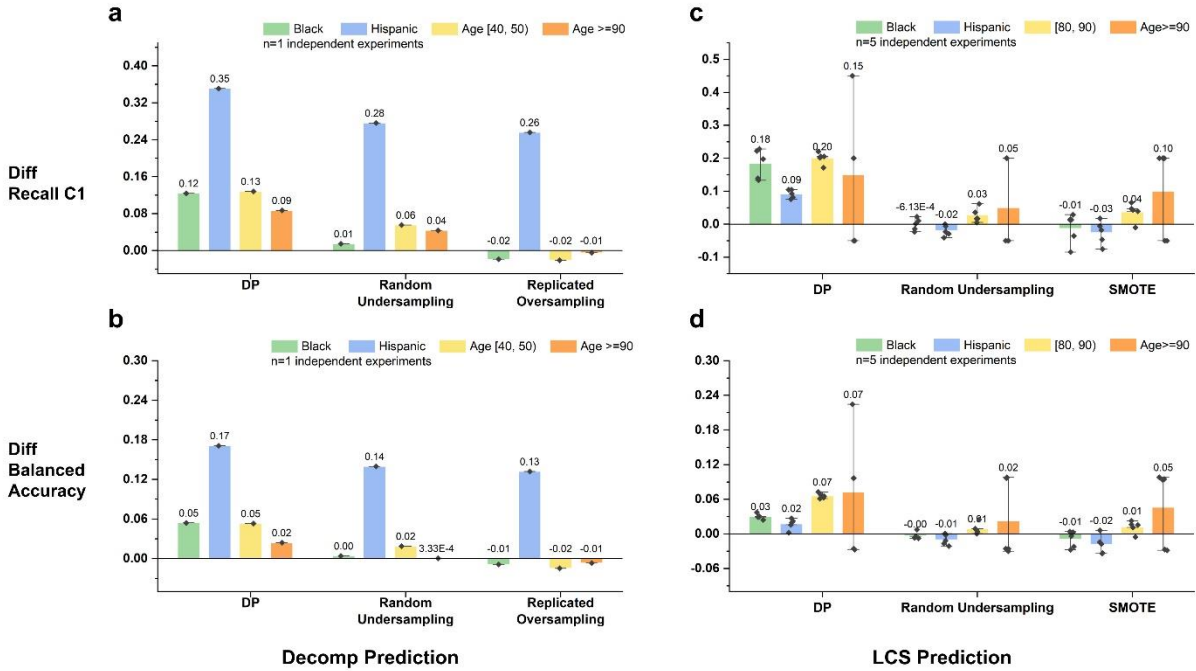 a
Black Hispanic Age [40, 50) Age >=90
n=1 independent experiments
Diff
Recall C1
0.40
0.32
0.24
0.16
0.08
0.00
0.12
0.35
0.13
0.09
0.01
0.28
0.06
0.04
-0.02
0.26
-0.02
-0.01
DP
Random
Undersampling
Replicated
Oversampling
c
Black Hispanic [80, 90) Age>=90
n=5 independent experiments
0.5
0.4
0.3
0.2
0.1
0.0
-0.1
0.18
0.09
0.20
0.15
-6.13E-4
-0.02
0.03
0.05
-0.01
-0.03
0.04
0.10
DP
Random Undersampling
SMOTE
b
Black Hispanic Age [40, 50) Age >=90
n=1 independent experiments
Diff
Balanced
Accuracy
0.30
0.24
0.18
0.12
0.06
0.00
0.05
0.17
0.05
0.02
0.00
0.14
0.02
3.33E-4
-0.01
0.13
-0.02
-0.01
DP
Random
Undersampling
Replicated
Oversampling
Decomp Prediction
d
Black Hispanic [80, 90) Age>=90
n=5 independent experiments
0.30
0.24
0.18
0.12
0.06
0.00
-0.06
0.03
0.02
0.07
0.07
-0.00
-0.01
0.01
0.02
-0.01
-0.02
0.01
0.05
DP
Random Undersampling
SMOTE
LCS Prediction